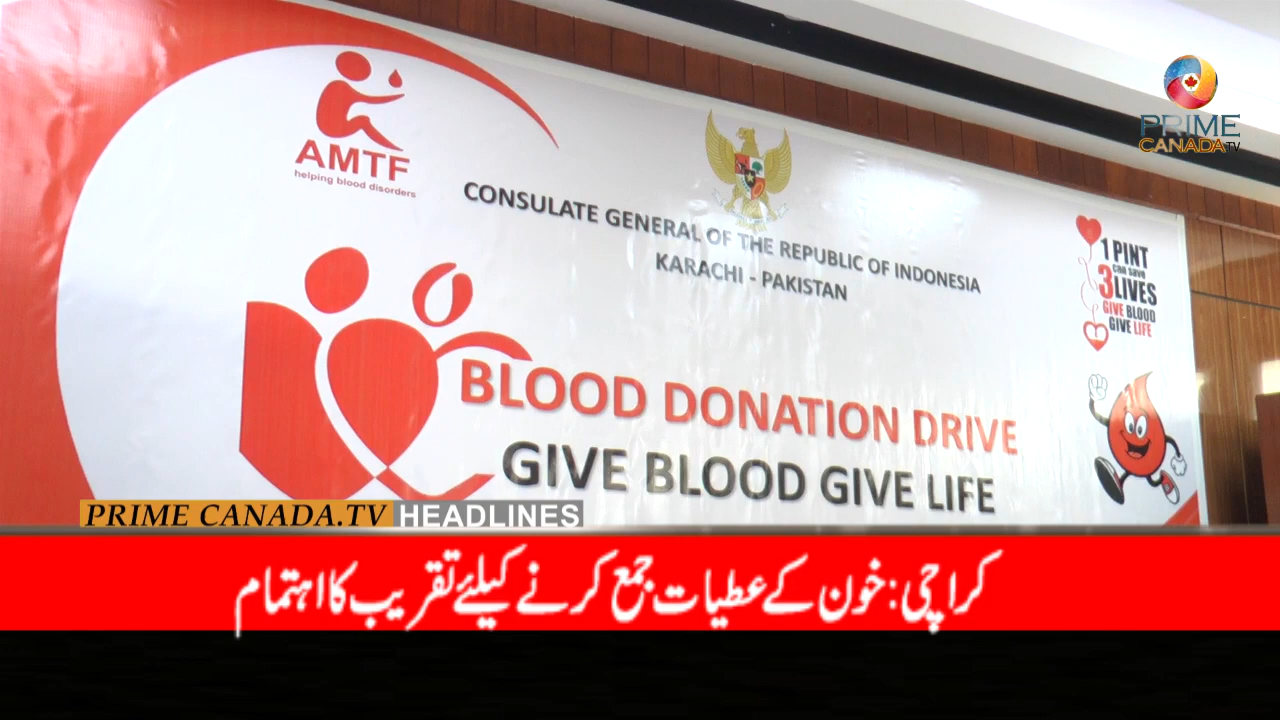 AMTF
helping blood disorders
CONSULATE GENERAL OF THE REPUBLIC OF INDONESIA
KARACHI - PAKISTAN
1 PINT
can save
3 LIVES
GIVE BLOOD
GIVE LIFE
BLOOD DONATION DRIVE
GIVE BLOOD GIVE LIFE
PRIME
CANADA TV
PRIME CANADA.TV HEADLINES
کراچی: خون کے عطیات جمع کرنے کیلئے تقریب کا اہتمام